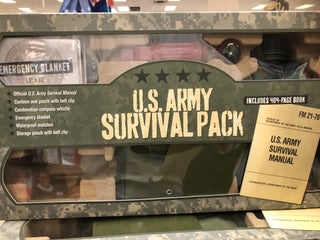 EMERGENCY BLANKET
Official U.S. Army Survival Manual
Canteen and pouch with belt clip
Combination compass whistle
Emergency blanket
Waterproof matches
Storage pouch with belt clip
U.S. ARMY
SURVIVAL PACK
INCLUDES 404-PAGE BOOK
FM 21-76
U.S. ARMY
SURVIVAL
MANUAL